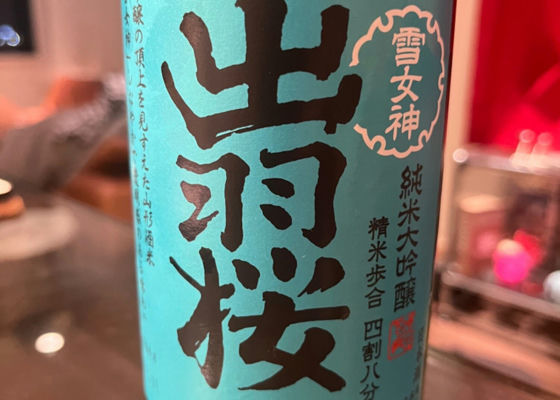 雪女神
出羽桜
純米大吟醸
精米歩合 四割八分
醸の頂上を見すえた山形酒米